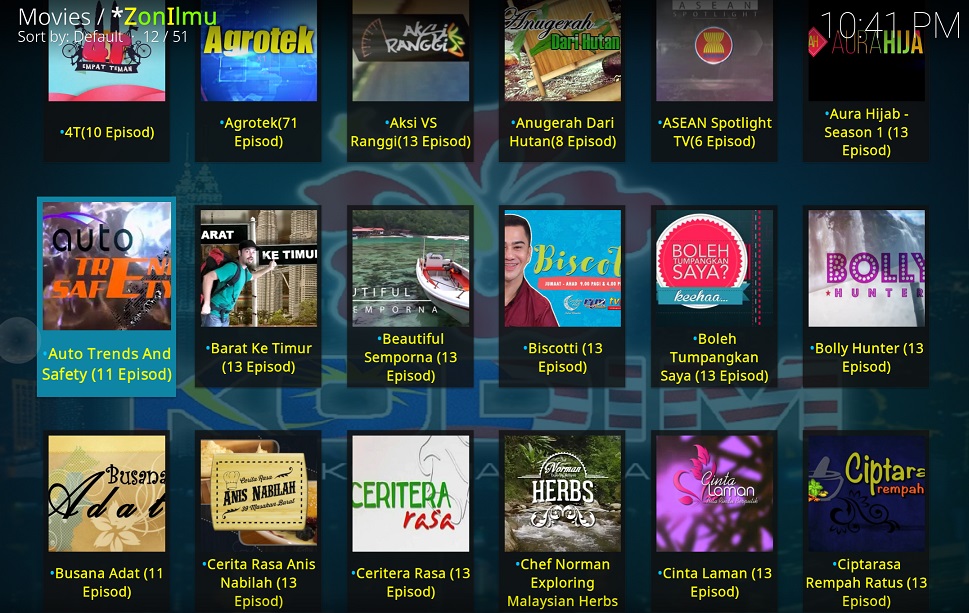 Movies / *ZonIlmu
Sort by: Default 12 / 51
10:41 PM
EMPAT TEMAN
Agrotek
AKSI
RANGGI
Anugerah
Dari Hutan
ASEAN
SPOTLIGHT
AURAHIJA
•4T(10 Episod)
•Agrotek(71
Episod)
•Aksi VS
Ranggi(13 Episod)
•Anugerah Dari
Hutan(8 Episod)
•ASEAN Spotlight
TV(6 Episod)
•Aura Hijab -
Season 1 (13
Episod)
auto
TREN
SAFETY
ARAT
KE TIMU
UTIFUL
EMPORNA
Biscot
BOLEH
TUMPANGKAN
SAYA?
keehaa...
BOLLY
HUNTER
•Auto Trends And
Safety (11 Episod)
•Barat Ke Timur
(13 Episod)
•Beautiful
Semporna (13
Episod)
•Biscotti (13
Episod)
•Boleh
Tumpangkan
Saya (13 Episod)
•Bolly Hunter (13
Episod)
Busana
Adat
Cerita Rasa
ANIS NABILAH
CERITERA
rasa
Norman
HERBS
Cinta
Laman
Ciptara
rempah
•Busana Adat (11
Episod)
•Cerita Rasa Anis
Nabilah (13
Episod)
•Ceritera Rasa (13
Episod)
•Chef Norman
Exploring
Malaysian Herbs
•Cinta Laman (13
Episod)
•Ciptarasa
Rempah Ratus (13
Episod)